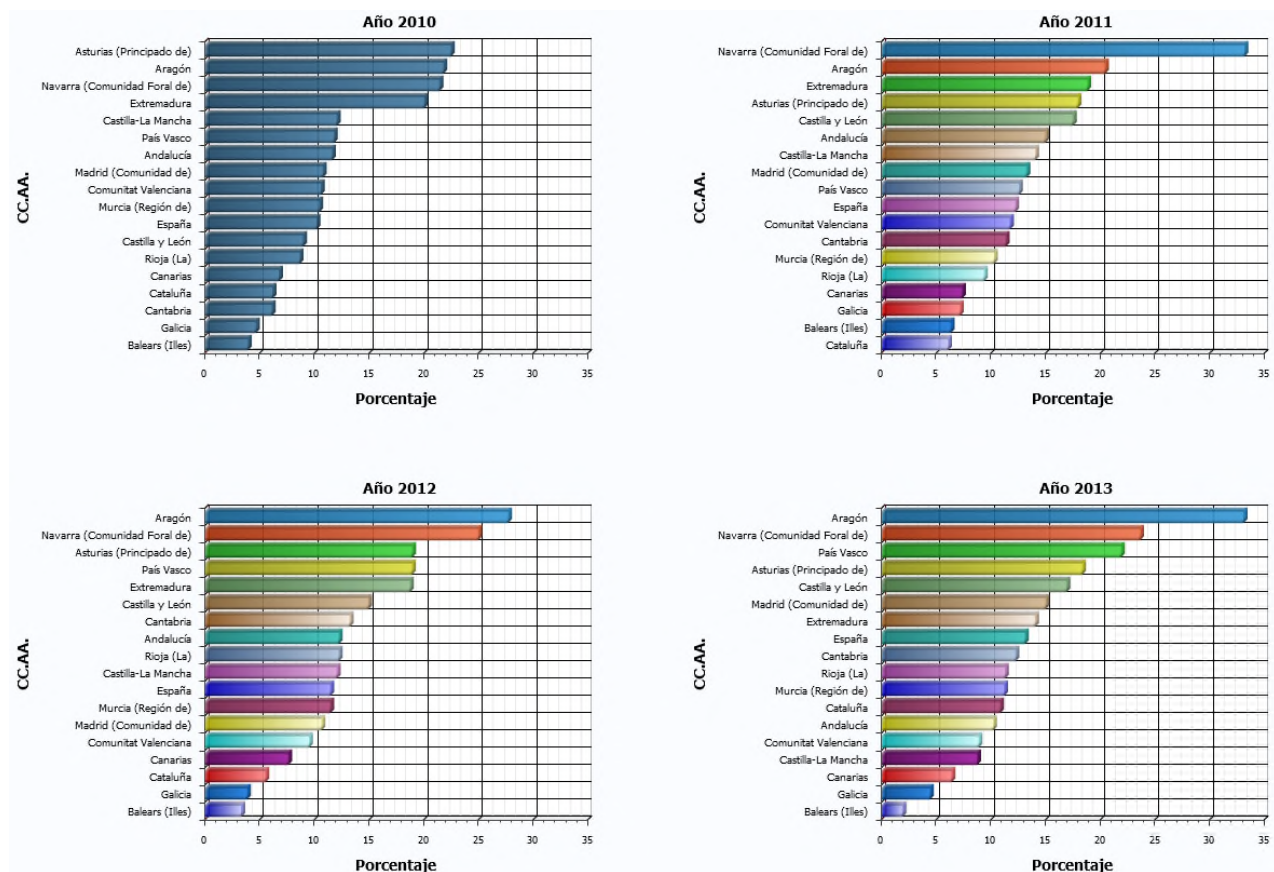 Año 2010
CC.AA.
Asturias (Principado de)
Aragón
Navarra (Comunidad Foral de)
Extremadura
Castilla-La Mancha
País Vasco
Andalucía
Madrid (Comunidad de)
Comunitat Valenciana
Murcia (Región de)
España
Castilla y León
Rioja (La)
Canarias
Cataluña
Cantabria
Galicia
Balears (Illes)
0 5 10 15 20 25 30 35
Porcentaje
Año 2011
CC.AA.
Navarra (Comunidad Foral de)
Aragón
Extremadura
Asturias (Principado de)
Castilla y León
Andalucía
Castilla-La Mancha
Madrid (Comunidad de)
País Vasco
España
Comunitat Valenciana
Cantabria
Murcia (Región de)
Rioja (La)
Canarias
Galicia
Balears (Illes)
Cataluña
0 5 10 15 20 25 30 35
Porcentaje
Año 2012
CC.AA.
Aragón
Navarra (Comunidad Foral de)
Asturias (Principado de)
País Vasco
Extremadura
Castilla y León
Cantabria
Andalucía
Rioja (La)
Castilla-La Mancha
España
Murcia (Región de)
Madrid (Comunidad de)
Comunitat Valenciana
Canarias
Cataluña
Galicia
Balears (Illes)
0 5 10 15 20 25 30 35
Porcentaje
Año 2013
CC.AA.
Aragón
Navarra (Comunidad Foral de)
País Vasco
Asturias (Principado de)
Castilla y León
Madrid (Comunidad de)
Extremadura
España
Cantabria
Rioja (La)
Murcia (Región de)
Cataluña
Andalucía
Comunitat Valenciana
Castilla-La Mancha
Canarias
Galicia
Balears (Illes)
0 5 10 15 20 25 30 35
Porcentaje